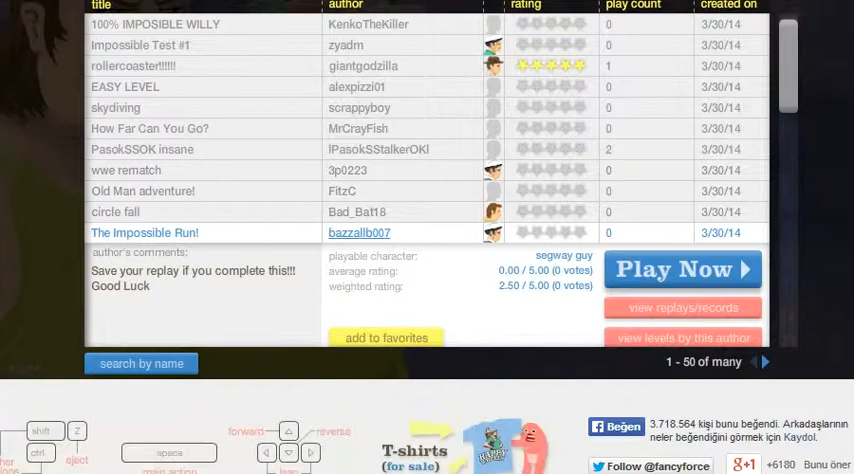 title author rating play count created on
100% IMPOSIBLE WILLY KenkoTheKiller 0 3/30/14
Impossible Test #1 zyadm 0 3/30/14
rollercoaster!!!!!! giantgodzilla 1 3/30/14
EASY LEVEL alexpizzi01 0 3/30/14
skydiving scrappyboy 0 3/30/14
How Far Can You Go? MrCrayFish 0 3/30/14
PasokSSOK insane lPasokSStalkerOKl 2 3/30/14
wwe rematch 3p0223 0 3/30/14
Old Man adventure! FitzC 0 3/30/14
circle fall Bad_Bat18 0 3/30/14
The Impossible Run! bazzallb007 0 3/30/14
author's comments:
Save your replay if you complete this!!!
Good Luck
playable character: segway guy
average rating: 0.00 / 5.00 (0 votes)
weighted rating: 2.50 / 5.00 (0 votes)
Play Now
view replays/records
add to favorites
view levels by this author
search by name
1 - 50 of many
shift Z
ctrl
eject
space
main action
forward
reverse
lean
T-shirts
(for sale)
HAPPY
Beğen
3.718.564 kişi bunu beğendi. Arkadaşlarının
neler beğendiğini görmek için Kaydol.
Follow @fancyforce
g+1 +6180 Bunu öner